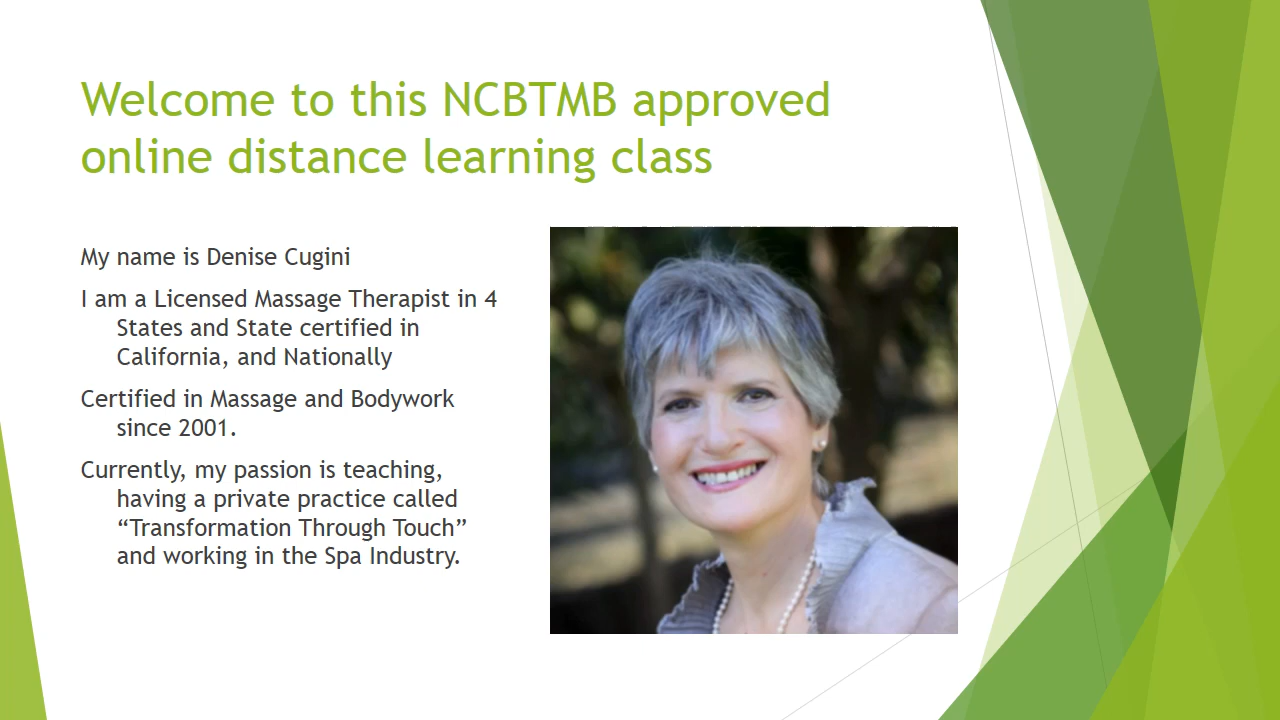 Welcome to this NCBTMB approved
online distance learning class
My name is Denise Cugini
I am a Licensed Massage Therapist in 4
States and State certified in
California, and Nationally
Certified in Massage and Bodywork
since 2001.
Currently, my passion is teaching,
having a private practice called
“Transformation Through Touch”
and working in the Spa Industry.